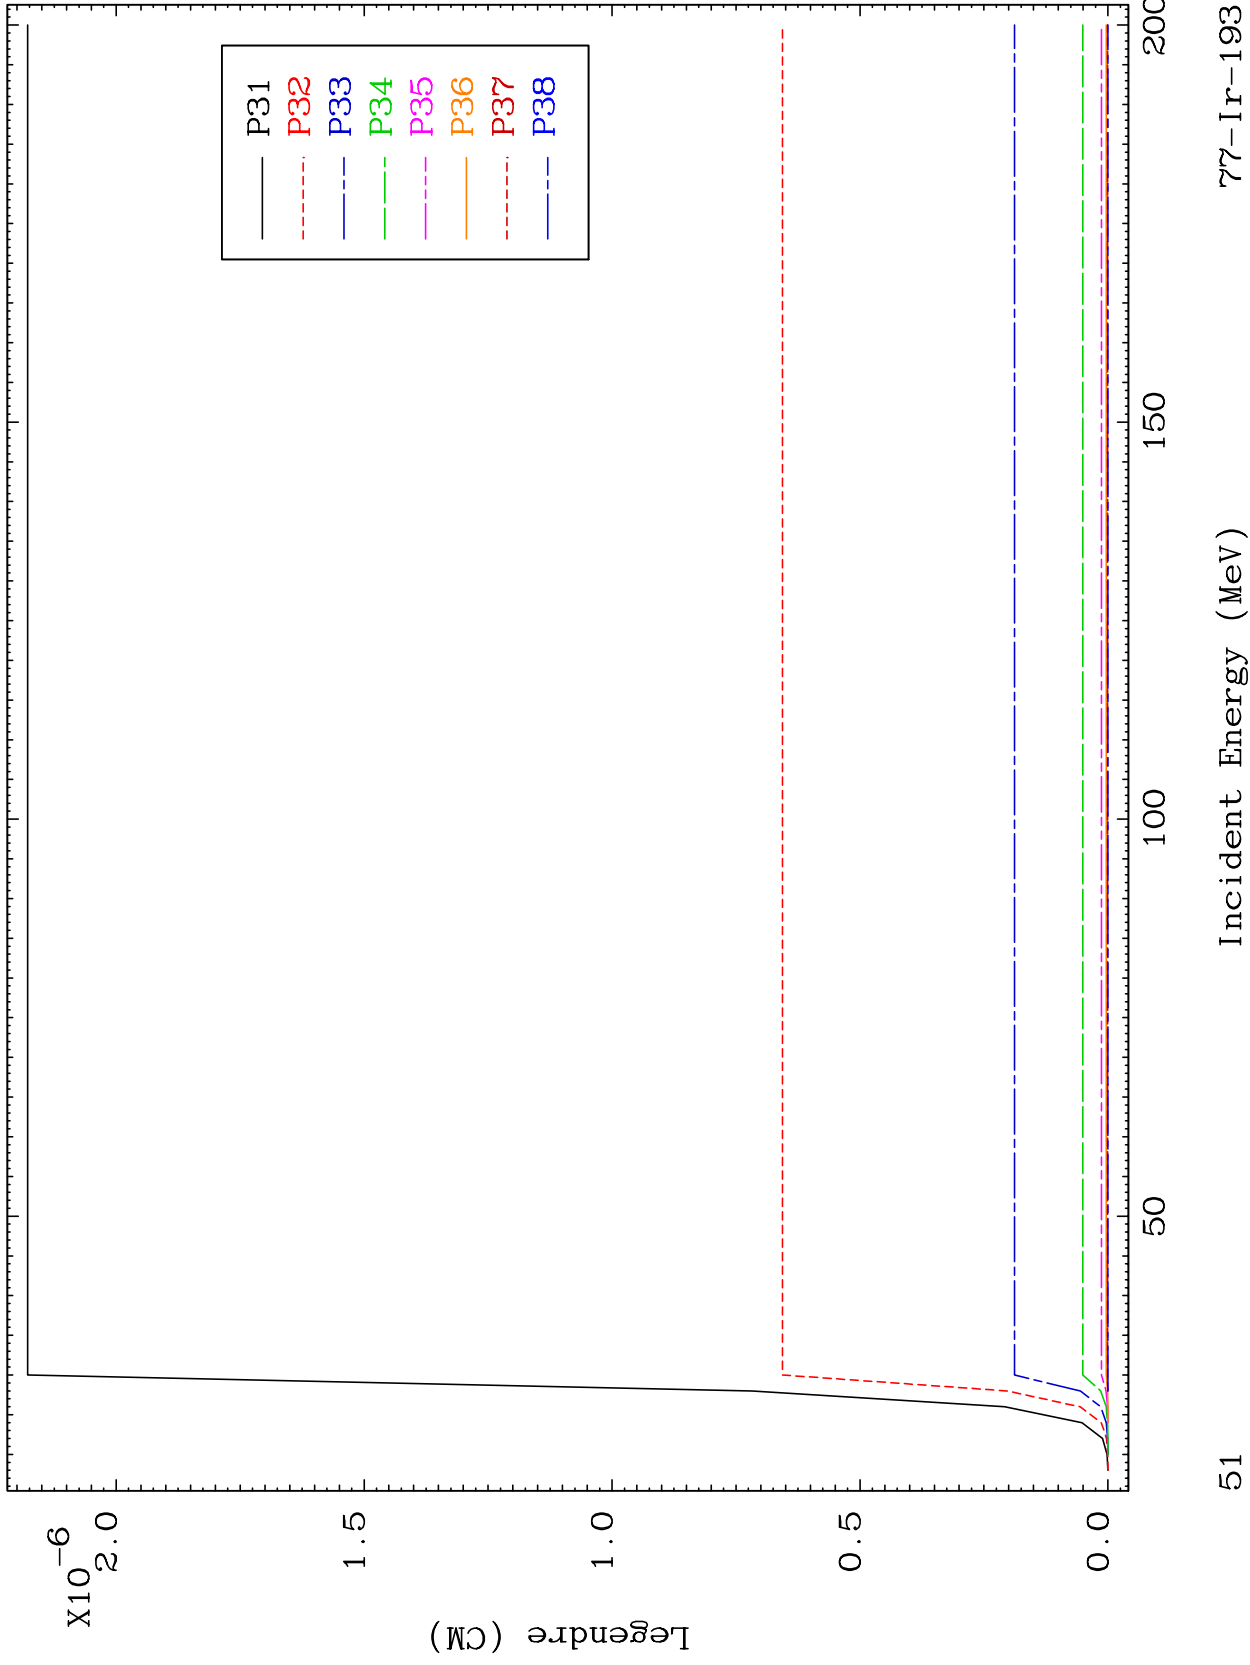 X10-6
2.0
1.5
1.0
0.5
0.0
Legendre (CM)
P31
P32
P33
P34
P35
P36
P37
P38
50
100
150
200
Incident Energy (MeV)
51
77-Ir-193